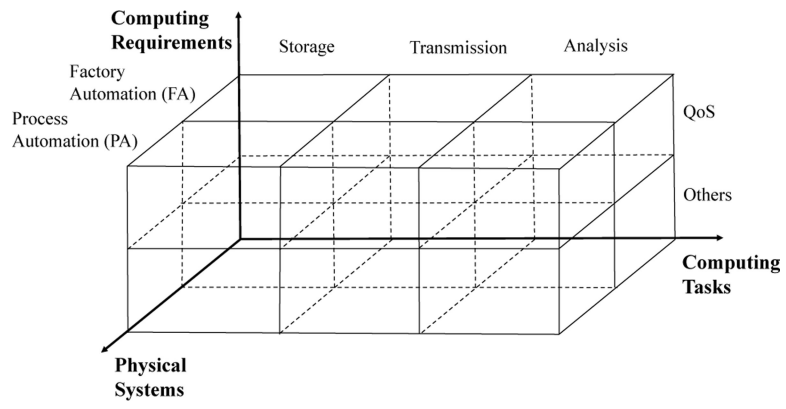 Computing
Requirements
Storage
Transmission
Analysis
Factory
Automation (FA)
Process
Automation (PA)
QoS
Others
Computing
Tasks
Physical
Systems